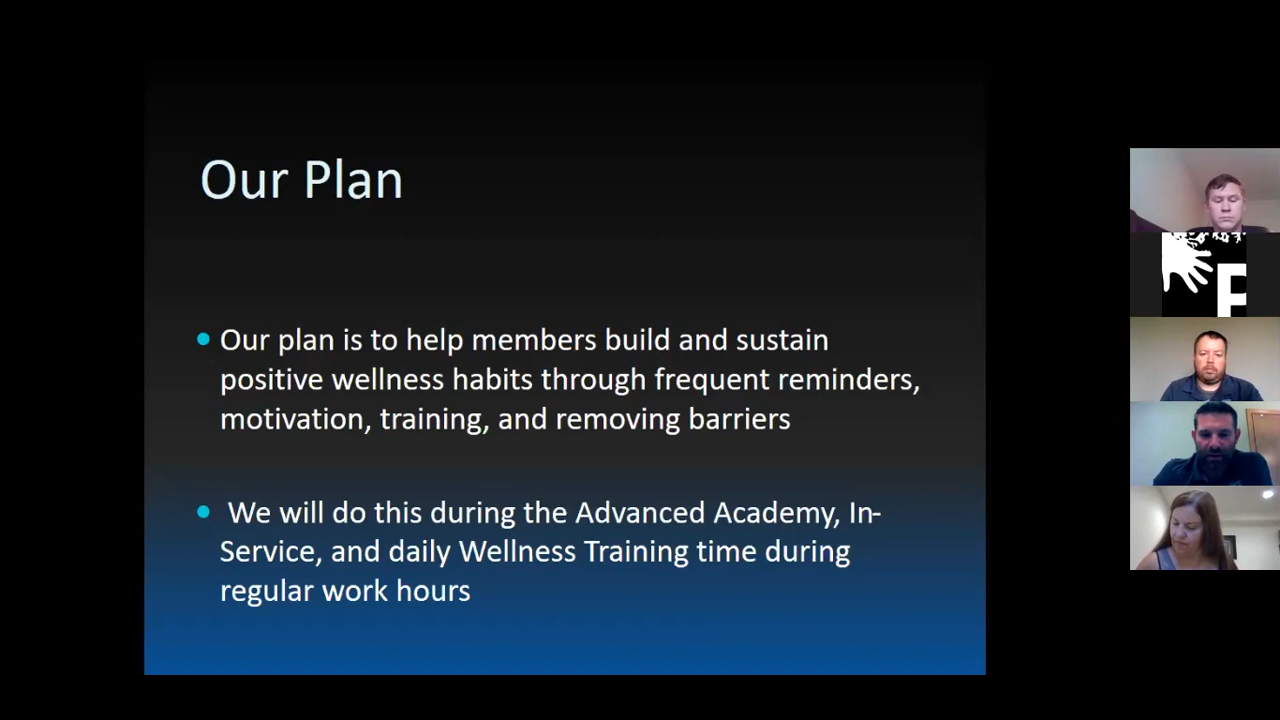 Our Plan
Our plan is to help members build and sustain
positive wellness habits through frequent reminders,
motivation, training, and removing barriers
We will do this during the Advanced Academy, In-
Service, and daily Wellness Training time during
regular work hours